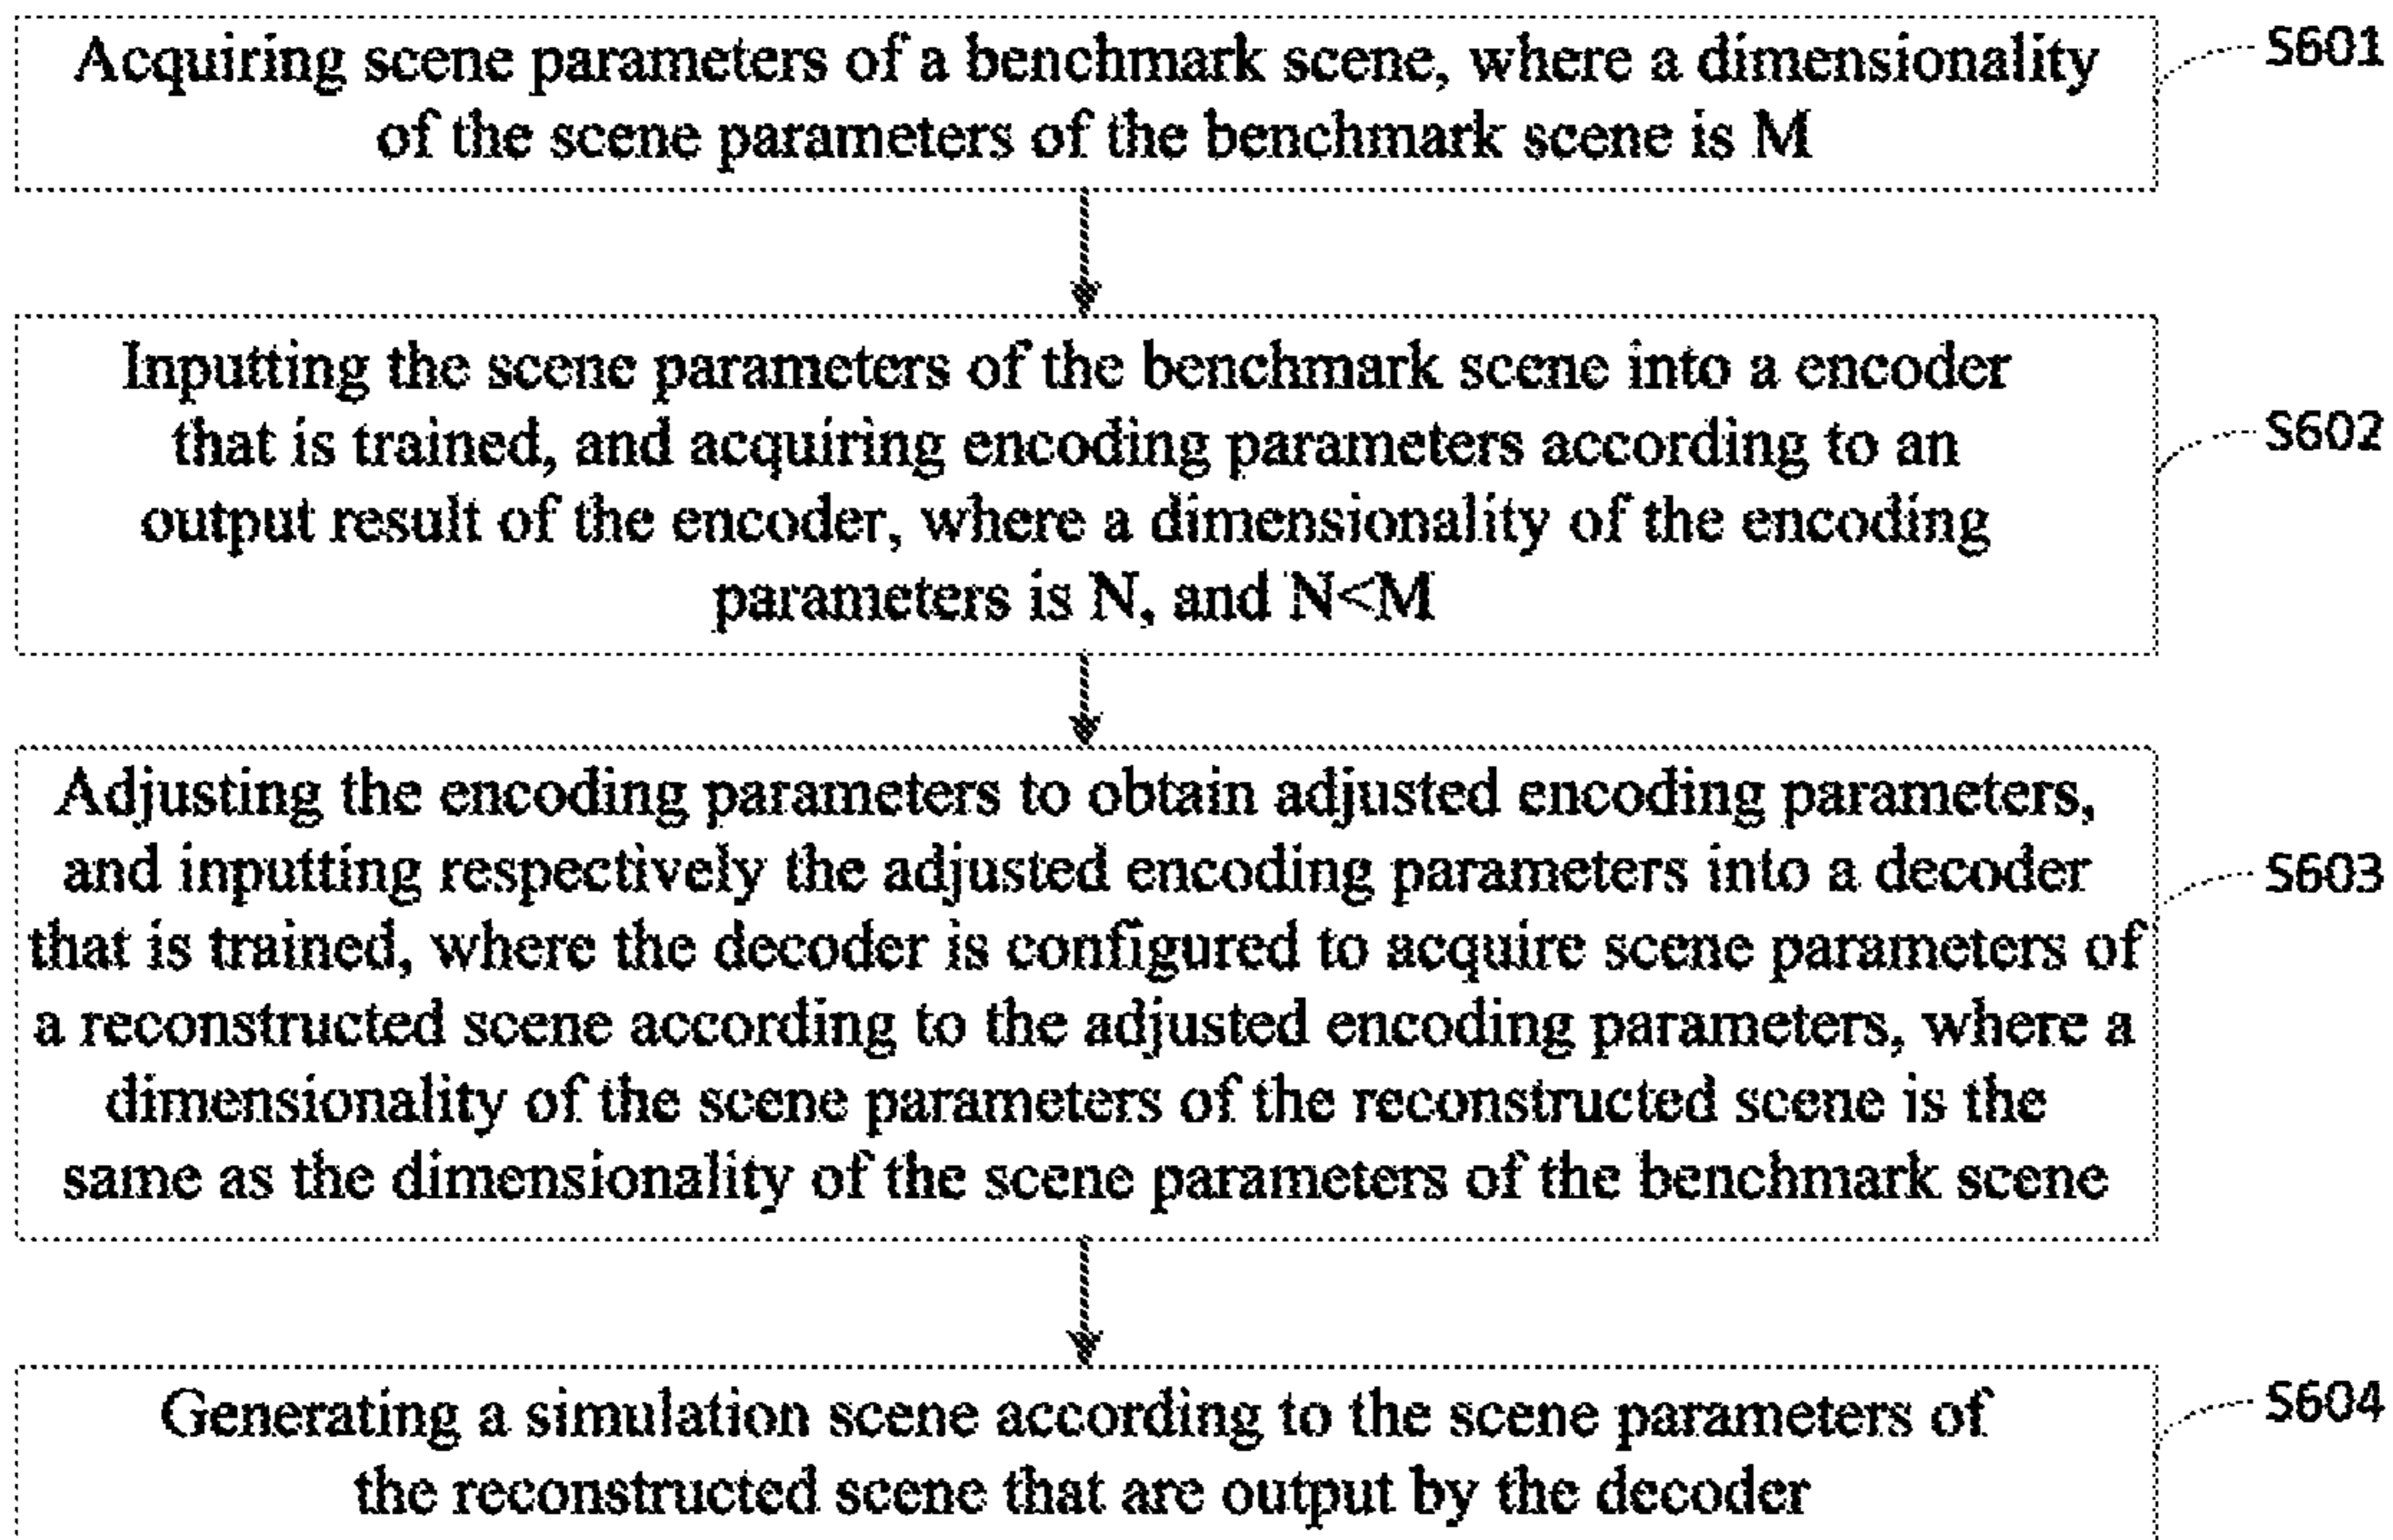 Acquiring scene parameters of a benchmark scene, where a dimensionality
of the scene parameters of the benchmark scene is M
S601
Inputting the scene parameters of the benchmark scene into a encoder
that is trained, and acquiring encoding parameters according to an
output result of the encoder, where a dimensionality of the encoding
parameters is N, and N<M
S602
Adjusting the encoding parameters to obtain adjusted encoding parameters,
and inputting respectively the adjusted encoding parameters into a decoder
that is trained, where the decoder is configured to acquire scene parameters of
a reconstructed scene according to the adjusted encoding parameters, where a
dimensionality of the scene parameters of the reconstructed scene is the
same as the dimensionality of the scene parameters of the benchmark scene
S603
Generating a simulation scene according to the scene parameters of
the reconstructed scene that are output by the decoder
S604